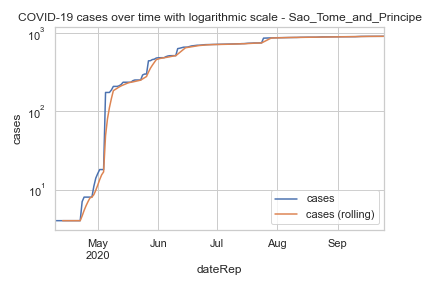 COVID-19 cases over time with logarithmic scale - Sao_Tome_and_Principe
10³
10²
10¹
cases
cases
cases (rolling)
May Jun Jul Aug Sep
2020
dateRep